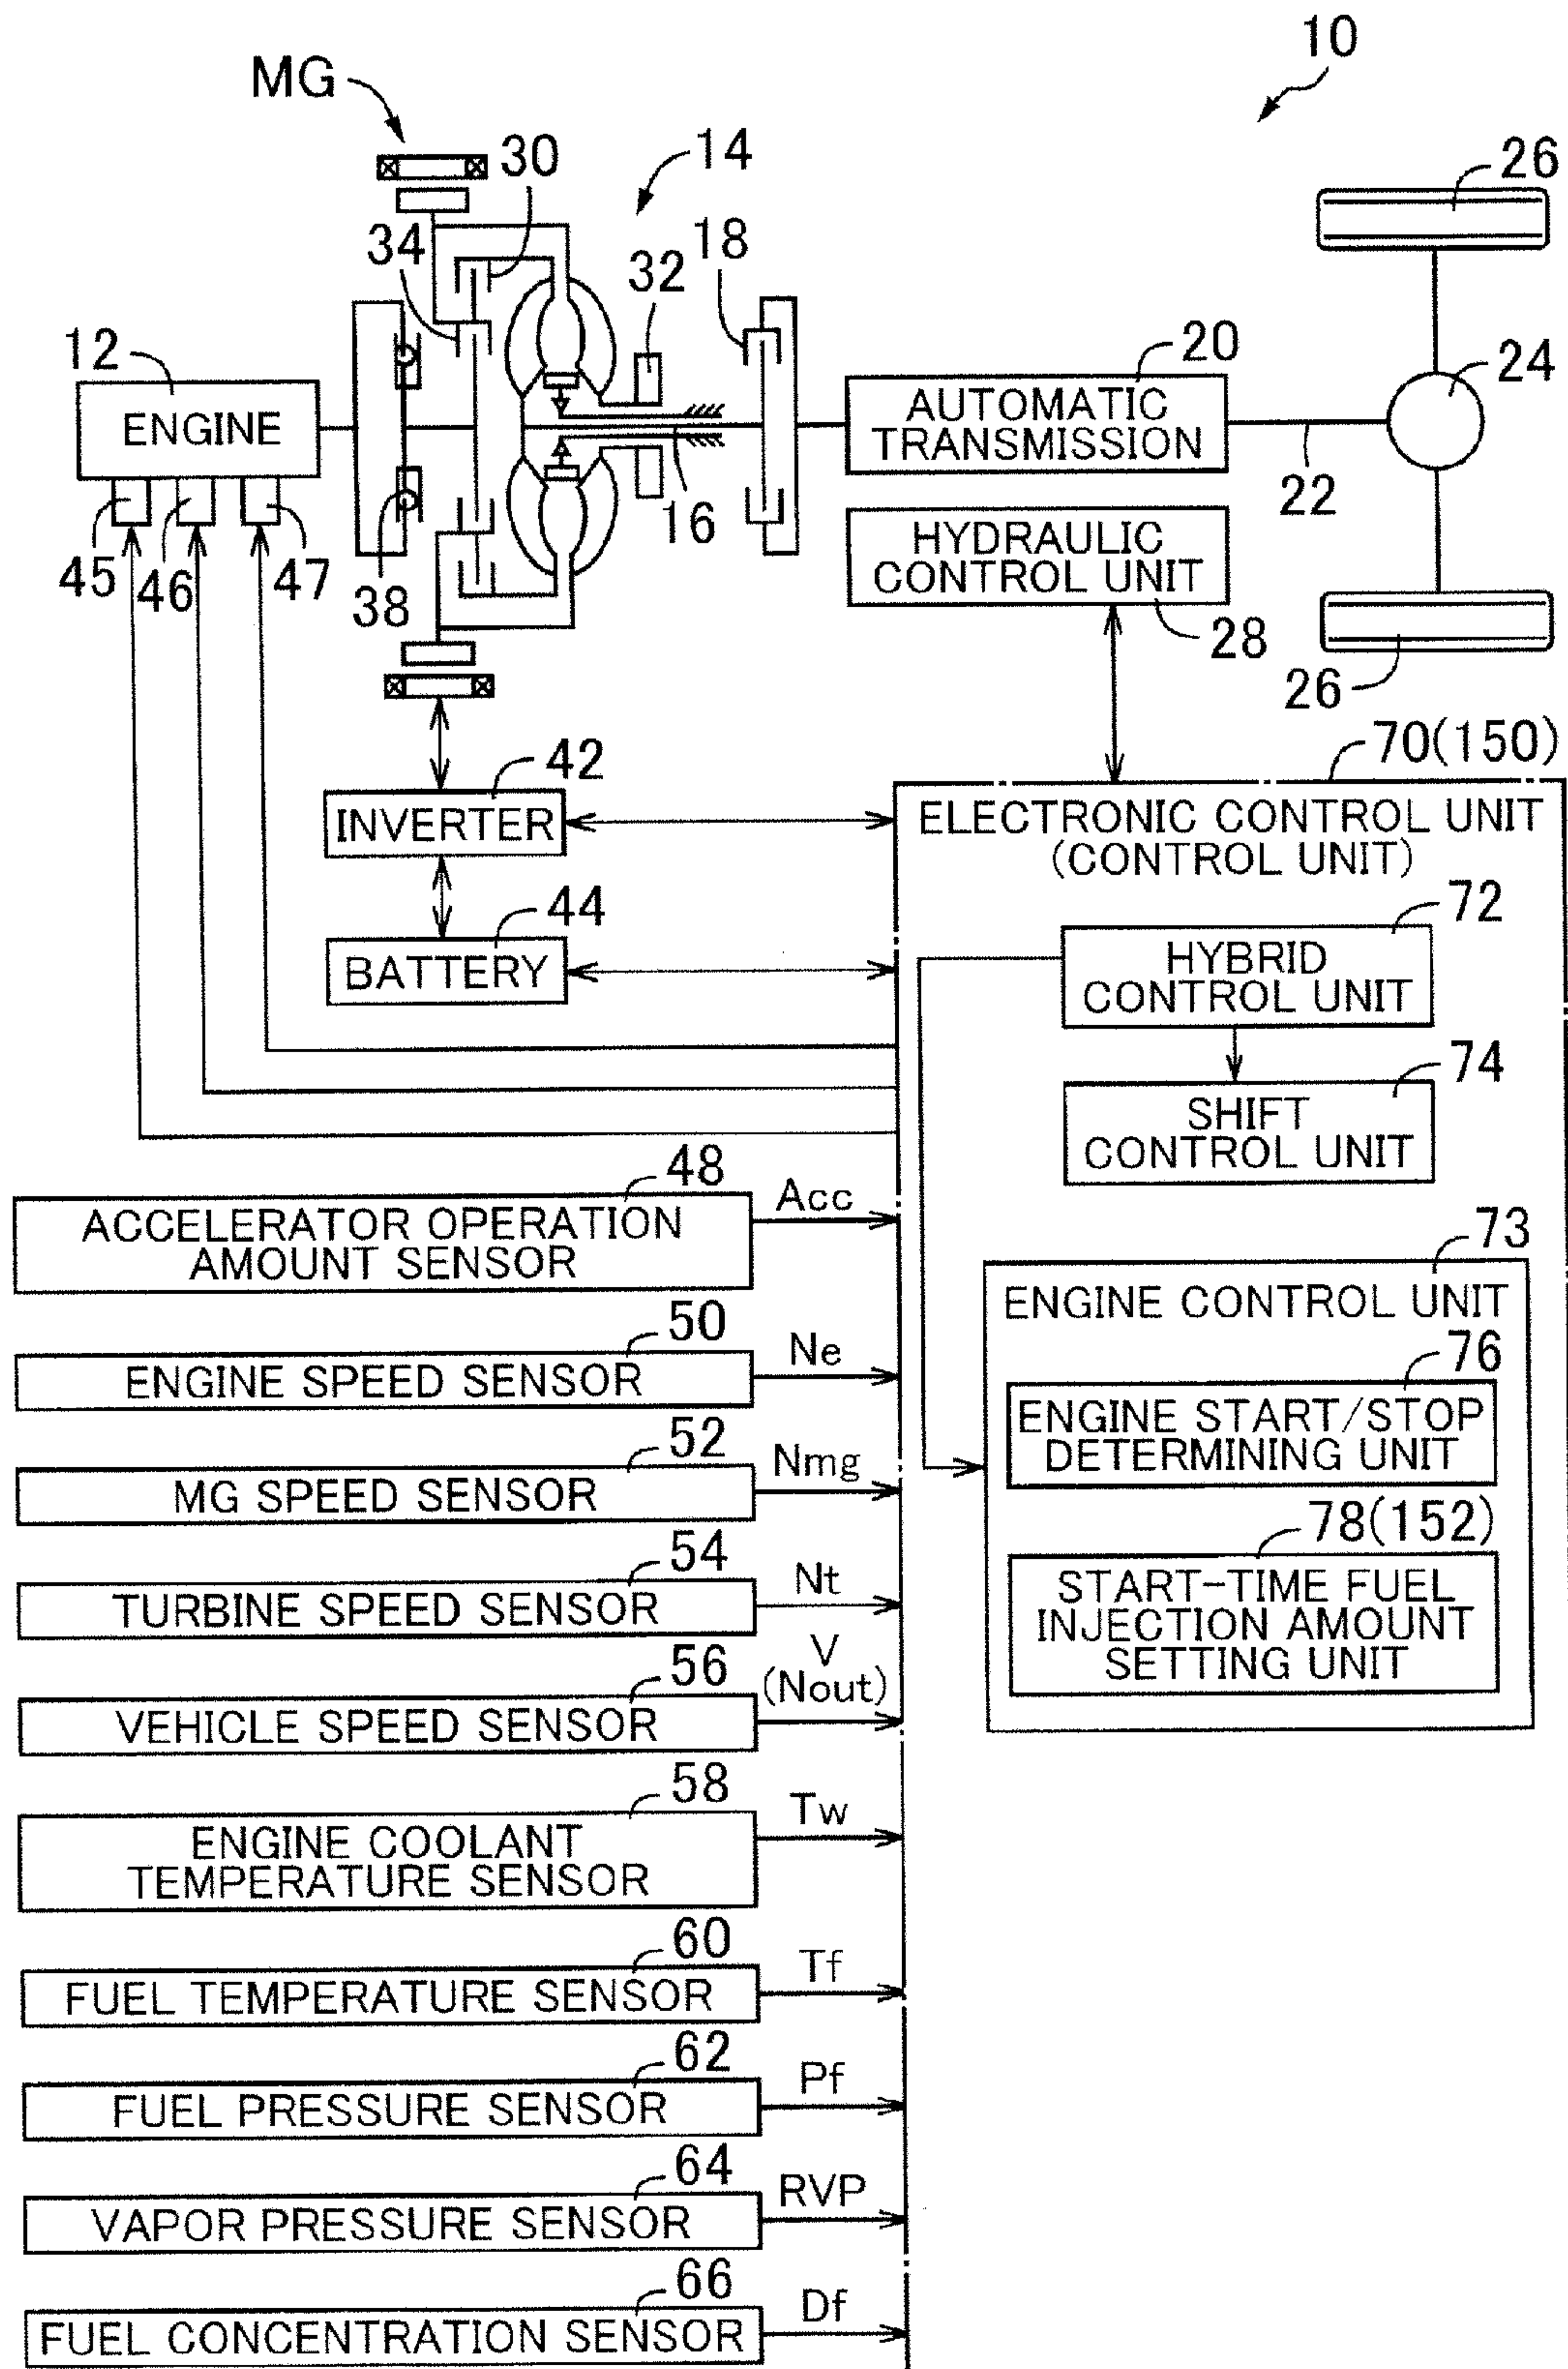 10
MG
30
14
26
34
32
18
12
20
24
ENGINE
AUTOMATIC
TRANSMISSION
22
16
45
46
47
38
HYDRAULIC
CONTROL UNIT
28
26
70(150)
42
INVERTER
ELECTRONIC CONTROL UNIT
(CONTROL UNIT)
44
BATTERY
72
HYBRID
CONTROL UNIT
74
SHIFT
CONTROL UNIT
48
Acc
ACCELERATOR OPERATION
AMOUNT SENSOR
73
ENGINE CONTROL UNIT
50
Ne
ENGINE SPEED SENSOR
76
ENGINE START/STOP
DETERMINING UNIT
52
Nmg
MG SPEED SENSOR
78(152)
START-TIME FUEL
INJECTION AMOUNT
SETTING UNIT
54
Nt
TURBINE SPEED SENSOR
56
V
(Nout)
VEHICLE SPEED SENSOR
58
Tw
ENGINE COOLANT
TEMPERATURE SENSOR
60
Tf
FUEL TEMPERATURE SENSOR
62
Pf
FUEL PRESSURE SENSOR
64
RVP
VAPOR PRESSURE SENSOR
66
Df
FUEL CONCENTRATION SENSOR